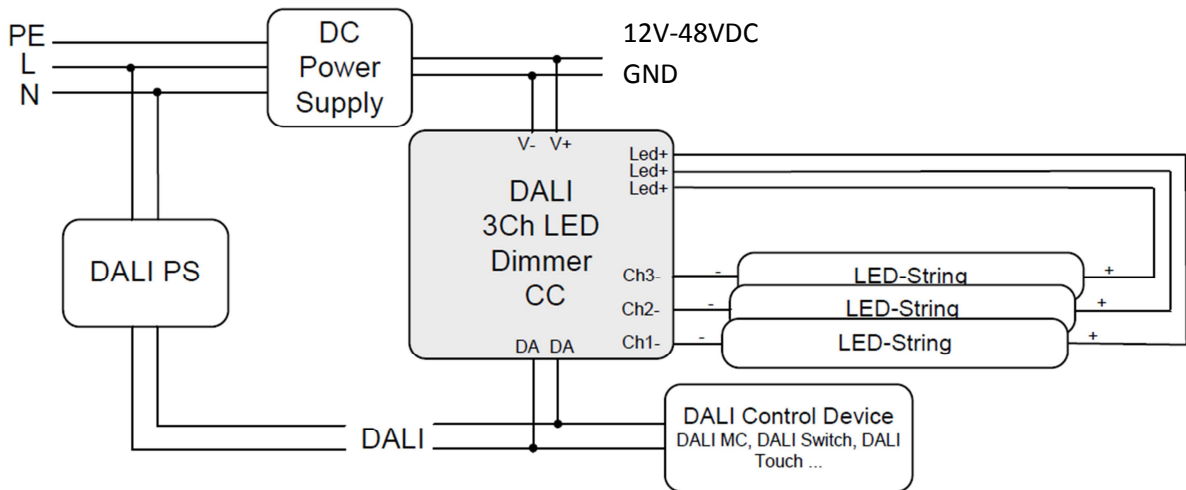 PE
L
N
DC
Power
Supply
12V-48VDC
GND
V- V+
Led+
Led+
Led+
DALI
3Ch LED
Dimmer
CC
DALI PS
Ch3-
Ch2-
Ch1-
- LED-String +
- LED-String +
- LED-String +
DA DA
DALI
DALI Control Device
DALI MC, DALI Switch, DALI
Touch ...